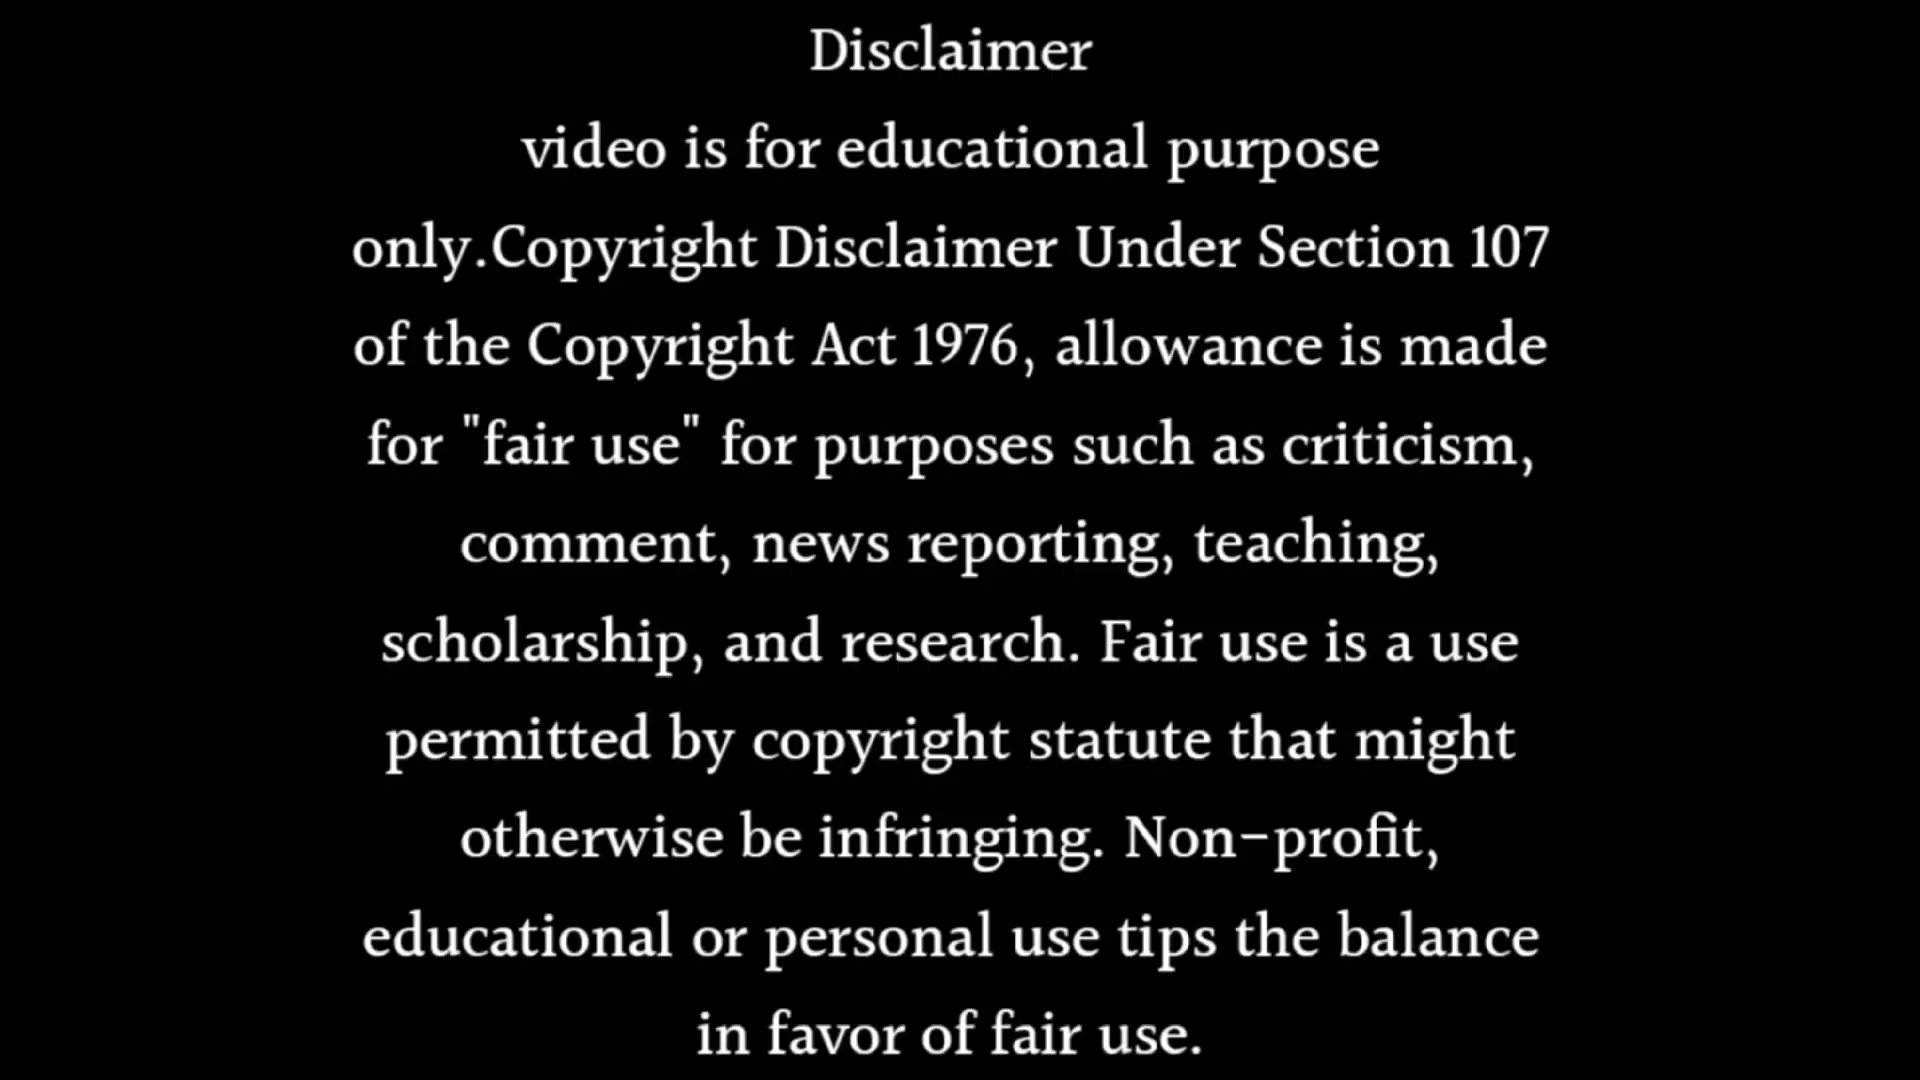 Disclaimer
video is for educational purpose
only.Copyright Disclaimer Under Section 107
of the Copyright Act 1976, allowance is made
for "fair use" for purposes such as criticism,
comment, news reporting, teaching,
scholarship, and research. Fair use is a use
permitted by copyright statute that might
otherwise be infringing. Non-profit,
educational or personal use tips the balance
in favor of fair use.